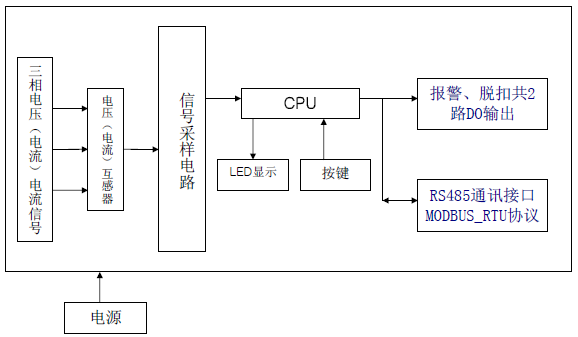 三相电压（电流）电流信号
电压（电流）互感器
信号采样电路
CPU
LED显示
按键
报警、脱扣共2
路DO输出
RS485通讯接口
MODBUS_RTU协议
电源